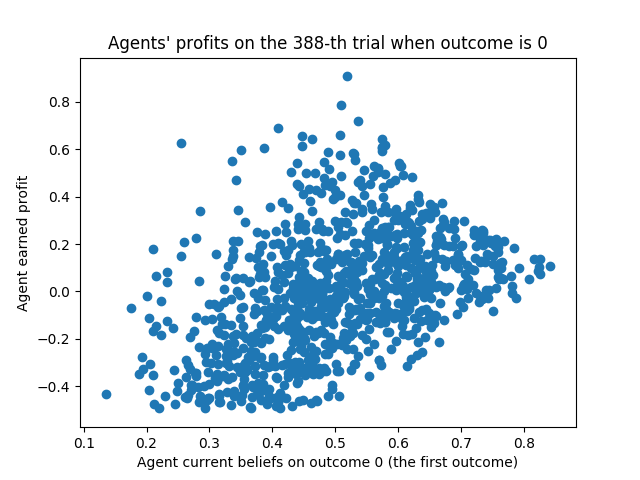 Agents' profits on the 388-th trial when outcome is 0
0.8
0.6
0.4
0.2
0.0
−0.2
−0.4
Agent earned profit
0.1 0.2 0.3 0.4 0.5 0.6 0.7 0.8
Agent current beliefs on outcome 0 (the first outcome)